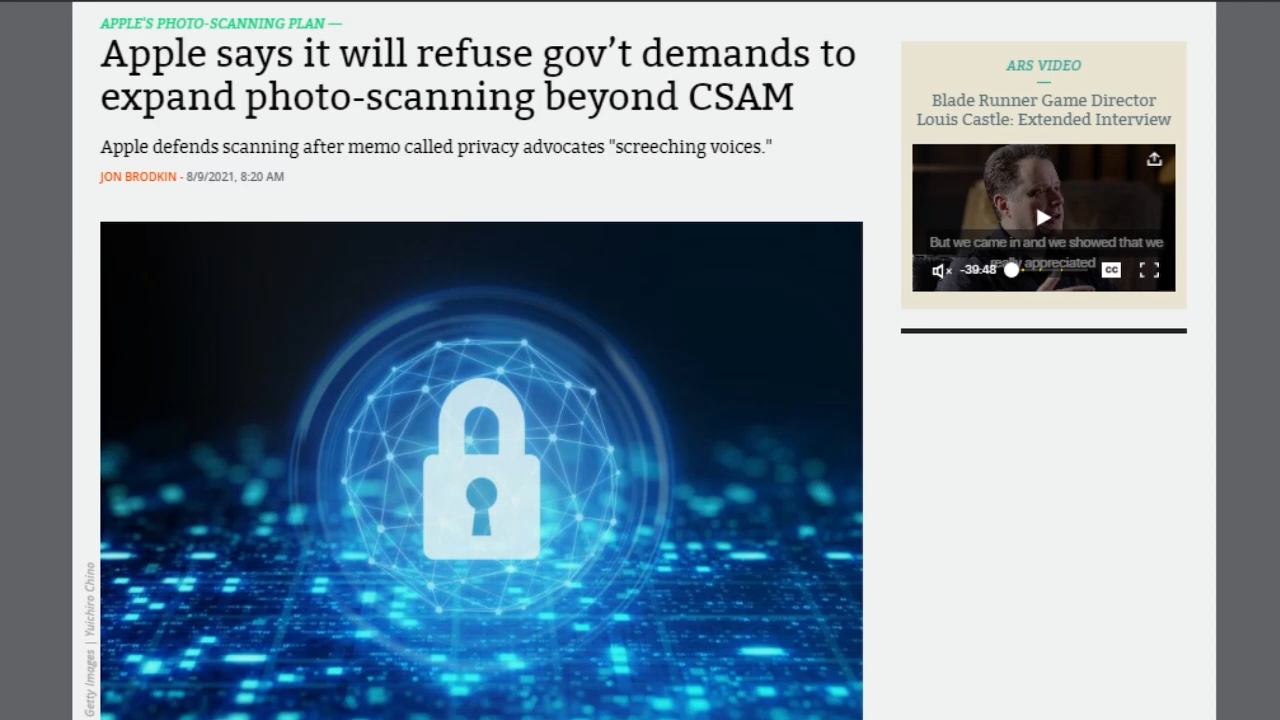 APPLE'S PHOTO-SCANNING PLAN —
Apple says it will refuse gov’t demands to
expand photo-scanning beyond CSAM
Apple defends scanning after memo called privacy advocates "screeching voices."
JON BRODKIN - 8/9/2021, 8:20 AM
Getty Images | Yuichiro Chino
ARS VIDEO
Blade Runner Game Director
Louis Castle: Extended Interview
But we came in and we showed that we
really appreciated
-39:48
CC